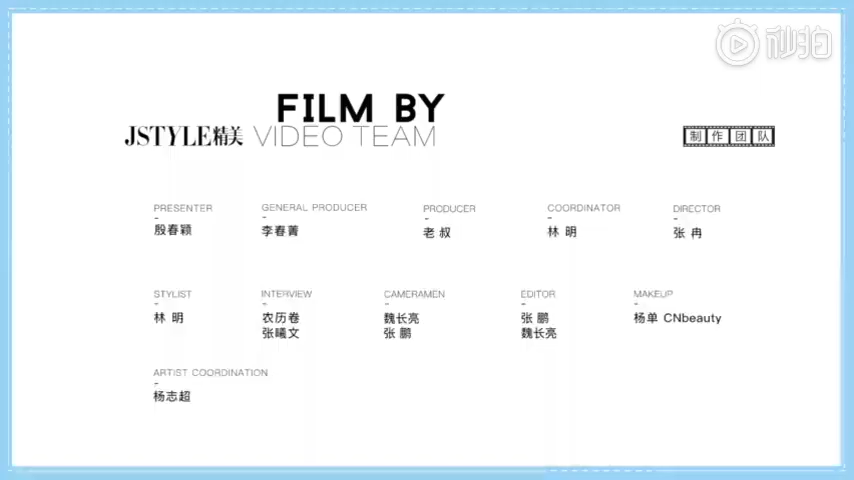 秒拍
FILM BY
JSTYLE精美 VIDEO TEAM
制作团队
PRESENTER
殷春颖
GENERAL PRODUCER
李春菁
PRODUCER
老 叔
COORDINATOR
林 明
DIRECTOR
张 冉
STYLIST
林 明
INTERVIEW
农历卷
张曦文
CAMERAMEN
魏长亮
张 鹏
EDITOR
张 鹏
魏长亮
MAKEUP
杨单 CNbeauty
ARTIST COORDINATION
杨志超